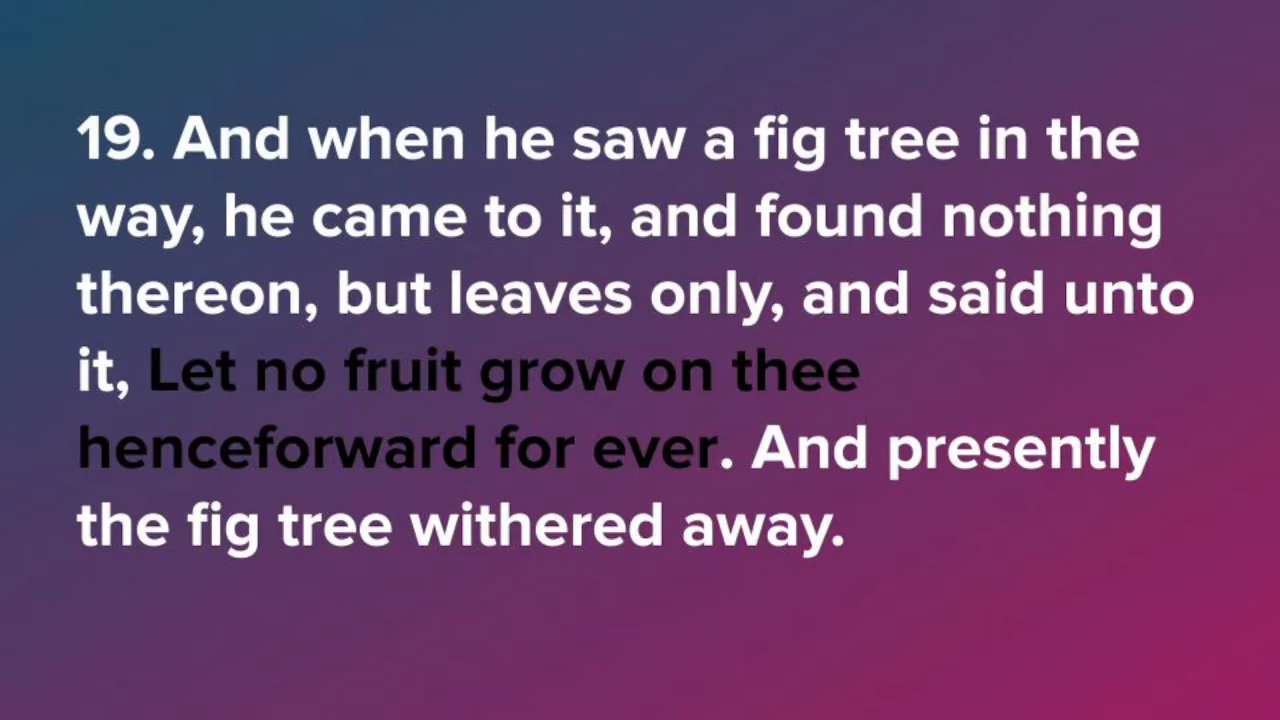 19. And when he saw a fig tree in the
way, he came to it, and found nothing
thereon, but leaves only, and said unto
it, Let no fruit grow on thee
henceforward for ever. And presently
the fig tree withered away.